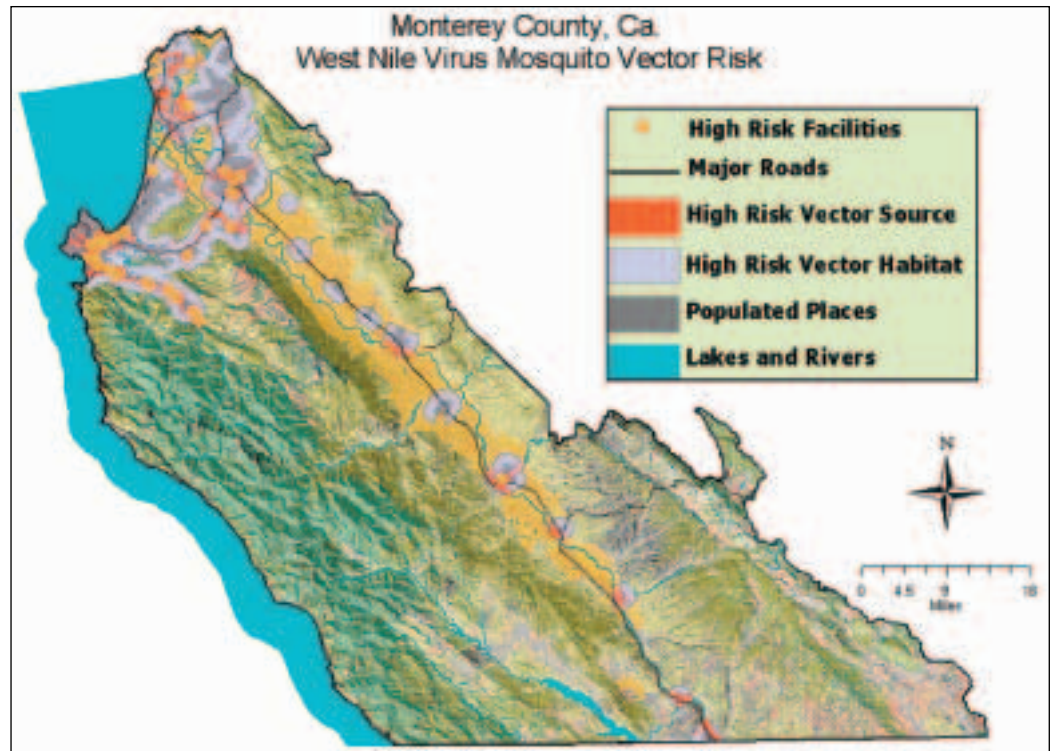 Monterey County, Ca.
West Nile Virus Mosquito Vector Risk
High Risk Facilities
Major Roads
High Risk Vector Source
High Risk Vector Habitat
Populated Places
Lakes and Rivers
N
0 4.5 9 18
Miles